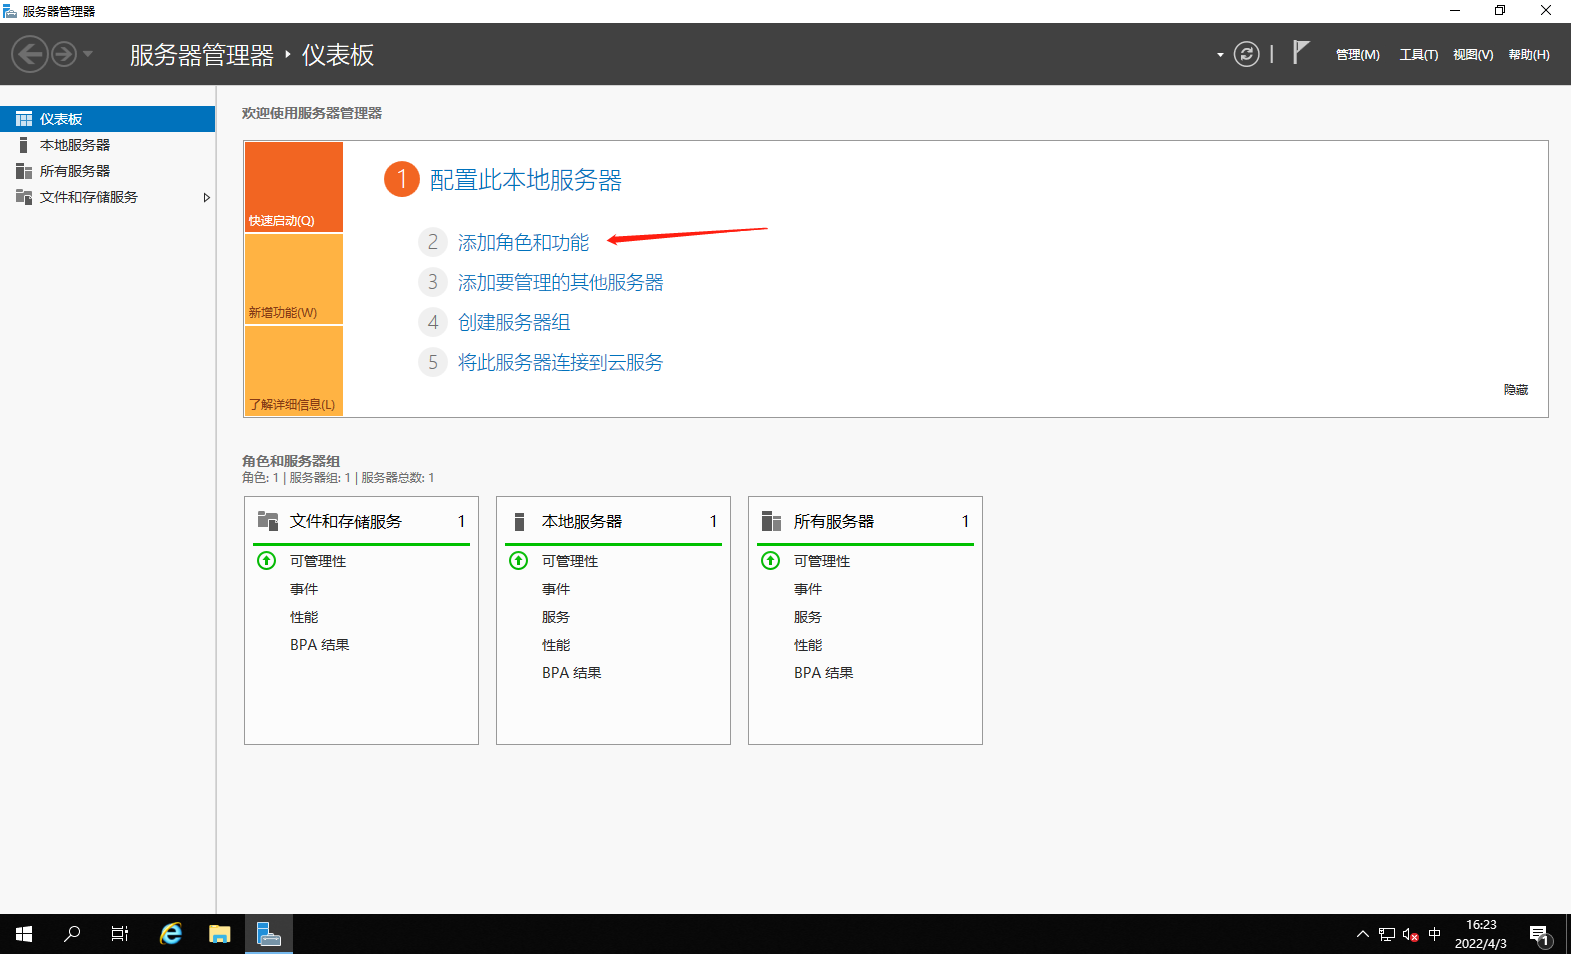 服务器管理器
服务器管理器 ‣ 仪表板
管理(M) 工具(T) 视图(V) 帮助(H)
仪表板
本地服务器
所有服务器
文件和存储服务
欢迎使用服务器管理器
快速启动(Q)
新增功能(W)
了解详细信息(L)
1 配置此本地服务器
2 添加角色和功能
3 添加要管理的其他服务器
4 创建服务器组
5 将此服务器连接到云服务
隐藏
角色和服务器组
角色: 1 | 服务器组: 1 | 服务器总数: 1
文件和存储服务 1
可管理性
事件
性能
BPA 结果
本地服务器 1
可管理性
事件
服务
性能
BPA 结果
所有服务器 1
可管理性
事件
服务
性能
BPA 结果
中
16:23
2022/4/3
1